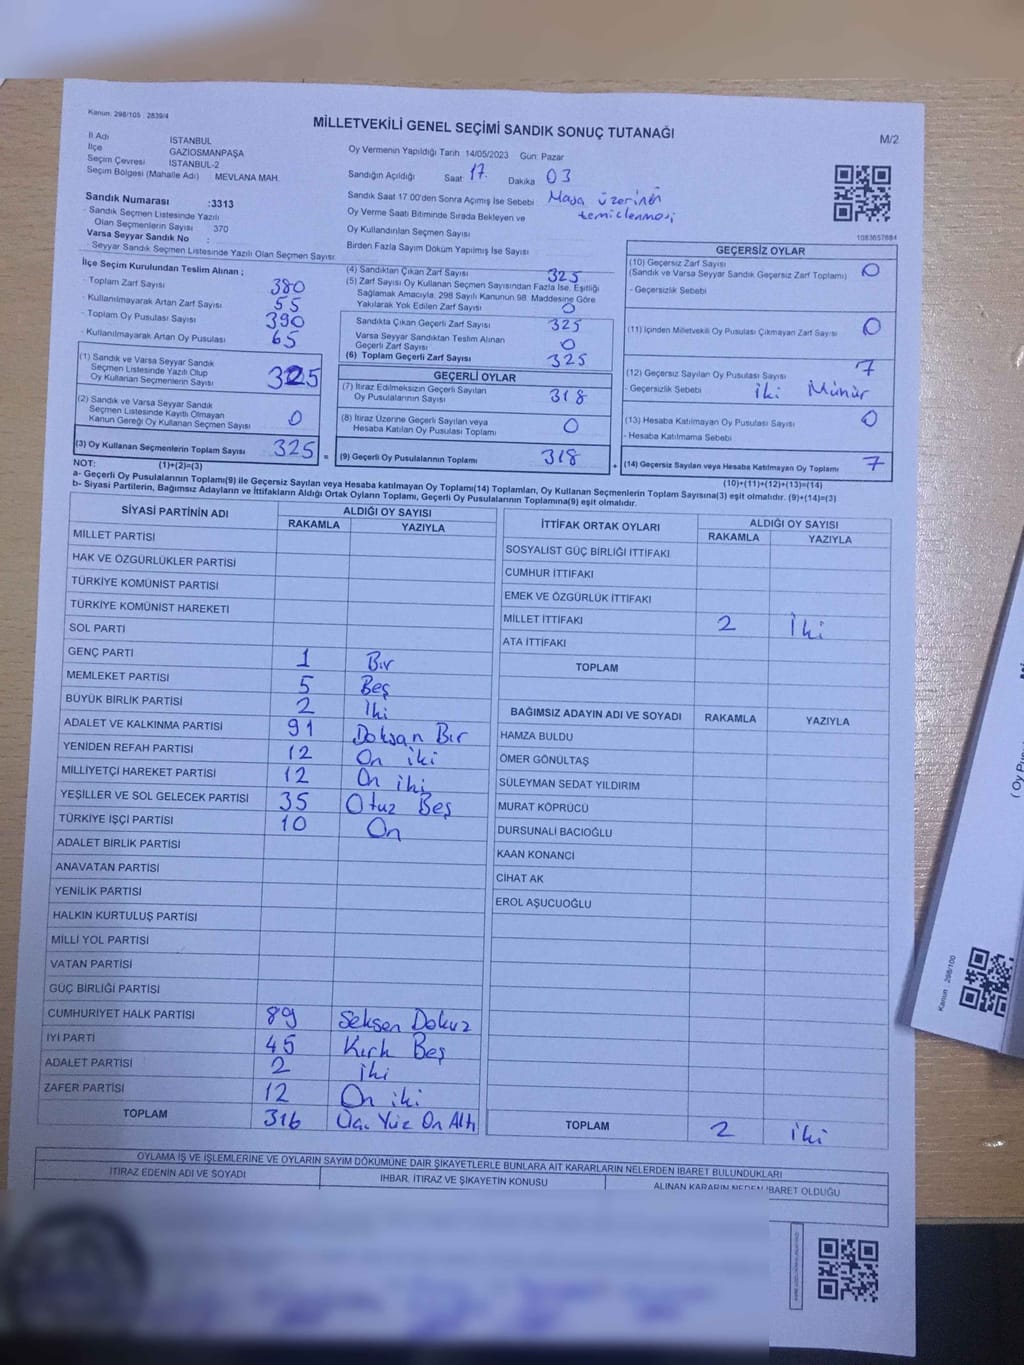 Kanun: 298/105 2839/4
MİLLETVEKİLİ GENEL SEÇİMİ SANDIK SONUÇ TUTANAĞI
M/2
İl Adı İSTANBUL
İlçe GAZİOSMANPAŞA
Seçim Çevresi İSTANBUL-2
Seçim Bölgesi (Mahalle Adı) MEVLANA MAH.
Oy Vermenin Yapıldığı Tarih 14/05/2023 Gün: Pazar
Sandığın Açıldığı Saat 17. Dakika 03
Sandık Saat 17.00'den Sonra Açılmış İse Sebebi Masa üzerinin
temizlenmesi
Oy Verme Saati Bitiminde Sırada Bekleyen ve
Oy Kullandırılan Seçmen Sayısı
Birden Fazla Sayım Döküm Yapılmış İse Sayısı
1083657884
Sandık Numarası :3313
- Sandık Seçmen Listesinde Yazılı
Olan Seçmenlerin Sayısı 370
Varsa Seyyar Sandık No :
- Seyyar Sandık Seçmen Listesinde Yazılı Olan Seçmen Sayısı:
İlçe Seçim Kurulundan Teslim Alınan ;
- Toplam Zarf Sayısı 380
- Kullanılmayarak Artan Zarf Sayısı 55
- Toplam Oy Pusulası Sayısı 390
- Kullanılmayarak Artan Oy Pusulası 65
(1) Sandık ve Varsa Seyyar Sandık
Seçmen Listesinde Yazılı Olup
Oy Kullanan Seçmenlerin Sayısı 325
(2) Sandık ve Varsa Seyyar Sandık
Seçmen Listesinde Kayıtlı Olmayan
Kanun Gereği Oy Kullanan Seçmen Sayısı 0
(3) Oy Kullanan Seçmenlerin Toplam Sayısı 325 =
(4) Sandıktan Çıkan Zarf Sayısı 325
(5) Zarf Sayısı Oy Kullanan Seçmen Sayısından Fazla İse, Eşitliği
Sağlamak Amacıyla, 298 Sayılı Kanunun 98. Maddesine Göre
Yakılarak Yok Edilen Zarf Sayısı 0
Sandıkta Çıkan Geçerli Zarf Sayısı 325
Varsa Seyyar Sandıktan Teslim Alınan
Geçerli Zarf Sayısı 0
(6) Toplam Geçerli Zarf Sayısı 325
GEÇERLİ OYLAR
(7) İtiraz Edilmeksizin Geçerli Sayılan
Oy Pusulalarının Sayısı 318
(8) İtiraz Üzerine Geçerli Sayılan veya
Hesaba Katılan Oy Pusulası Toplamı 0
(9) Geçerli Oy Pusulalarının Toplamı 318 +
GEÇERSİZ OYLAR
(10) Geçersiz Zarf Sayısı 0
(Sandık ve Varsa Seyyar Sandık Geçersiz Zarf Toplamı)
- Geçersizlik Sebebi
(11) İçinden Milletvekili Oy Pusulası Çıkmayan Zarf Sayısı 0
(12) Geçersiz Sayılan Oy Pusulası Sayısı 7
- Geçersizlik Sebebi İki Mühür
(13) Hesaba Katılmayan Oy Pusulası Sayısı 0
- Hesaba Katılmama Sebebi
(14) Geçersiz Sayılan veya Hesaba Katılmayan Oy Toplamı 7
NOT: (1)+(2)=(3)
(10)+(11)+(12)+(13)=(14)
a- Geçerli Oy Pusulalarının Toplamı(9) ile Geçersiz Sayılan veya Hesaba Katılmayan Oy Toplamı(14) Toplamları, Oy Kullanan Seçmenlerin Toplam Sayısına(3) eşit olmalıdır. (9)+(14)=(3)
b- Siyasi Partilerin, Bağımsız Adayların ve İttifakların Aldığı Ortak Oyların Toplamı, Geçerli Oy Pusulalarının Toplamına(9) eşit olmalıdır.
SİYASİ PARTİNİN ADI ALDIĞI OY SAYISI
RAKAMLA YAZIYLA
MİLLET PARTİSİ
HAK VE ÖZGÜRLÜKLER PARTİSİ
TÜRKİYE KOMÜNİST PARTİSİ
TÜRKİYE KOMÜNİST HAREKETİ
SOL PARTİ
GENÇ PARTİ 1 Bir
MEMLEKET PARTİSİ 5 Beş
BÜYÜK BİRLİK PARTİSİ 2 İki
ADALET VE KALKINMA PARTİSİ 91 Doksan Bir
YENİDEN REFAH PARTİSİ 12 On iki
MİLLİYETÇİ HAREKET PARTİSİ 12 On iki
YEŞİLLER VE SOL GELECEK PARTİSİ 35 Otuz Beş
TÜRKİYE İŞÇİ PARTİSİ 10 On
ADALET BİRLİK PARTİSİ
ANAVATAN PARTİSİ
YENİLİK PARTİSİ
HALKIN KURTULUŞ PARTİSİ
MİLLİ YOL PARTİSİ
VATAN PARTİSİ
GÜÇ BİRLİĞİ PARTİSİ
CUMHURİYET HALK PARTİSİ 89 Seksen Dokuz
İYİ PARTİ 45 Kırk Beş
ADALET PARTİSİ 2 İki
ZAFER PARTİSİ 12 On iki
TOPLAM 316 Üç Yüz On Altı
İTTİFAK ORTAK OYLARI ALDIĞI OY SAYISI
RAKAMLA YAZIYLA
SOSYALİST GÜÇ BİRLİĞİ İTTİFAKI
CUMHUR İTTİFAKI
EMEK VE ÖZGÜRLÜK İTTİFAKI
MİLLET İTTİFAKI 2 İki
ATA İTTİFAKI
TOPLAM
BAĞIMSIZ ADAYIN ADI VE SOYADI RAKAMLA YAZIYLA
HAMZA BULDU
ÖMER GÖNÜLTAŞ
SÜLEYMAN SEDAT YILDIRIM
MURAT KÖPRÜCÜ
DURSUNALİ BACIOĞLU
KAAN KONANCİ
CİHAT AK
EROL AŞUCUOĞLU
TOPLAM 2 İki
OYLAMA İŞ VE İŞLEMLERİNE VE OYLARIN SAYIM DÖKÜMÜNE DAİR ŞİKAYETLERLE BUNLARA AİT KARARLARIN NELERDEN İBARET BULUNDUKLARI
İTİRAZ EDENİN ADI VE SOYADI İHBAR, İTİRAZ VE ŞİKAYETİN KONUSU ALINAN KARARIN NEDEN İBARET OLDUĞU
Kanun : 298/100
( Oy